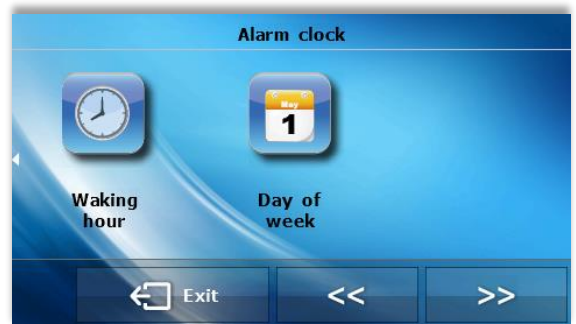 Alarm clock
May
1
Waking
hour
Day of
week
Exit
<<
>>